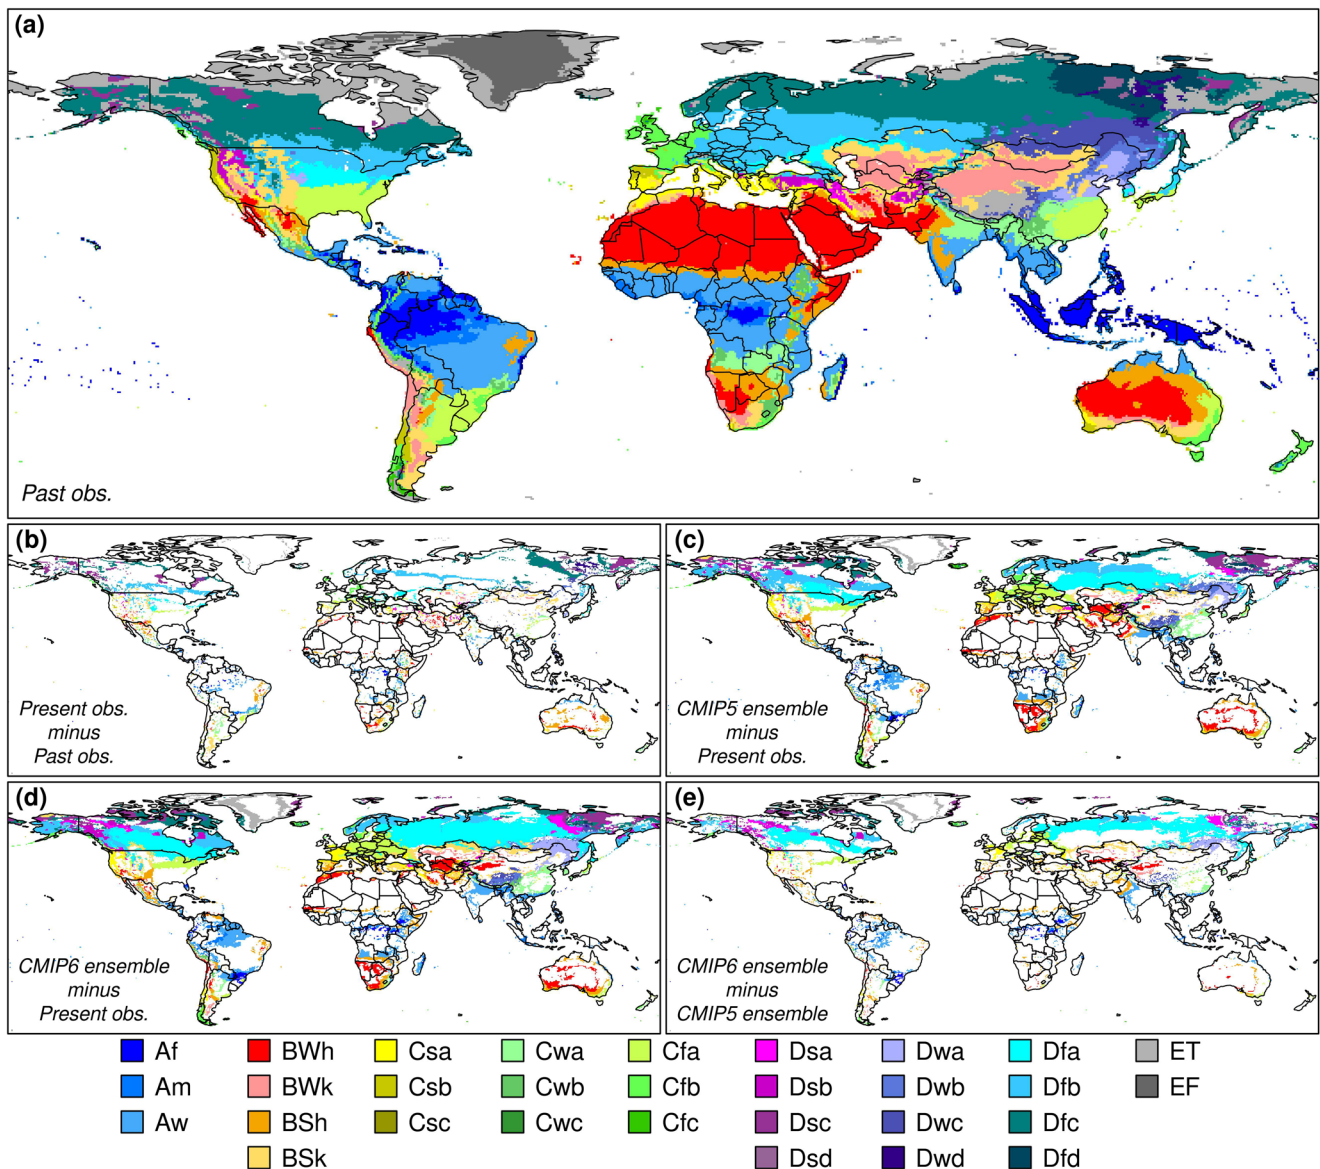 (a)
Past obs.
(b)
Present obs.
minus
Past obs.
(c)
CMIP5 ensemble
minus
Present obs.
(d)
CMIP6 ensemble
minus
Present obs.
(e)
CMIP6 ensemble
minus
CMIP5 ensemble
Af BWh Csa Cwa Cfa Dsa Dwa Dfa ET
Am BWk Csb Cwb Cfb Dsb Dwb Dfb EF
Aw BSh Csc Cwc Cfc Dsc Dwc Dfc
BSk Dsd Dwd Dfd